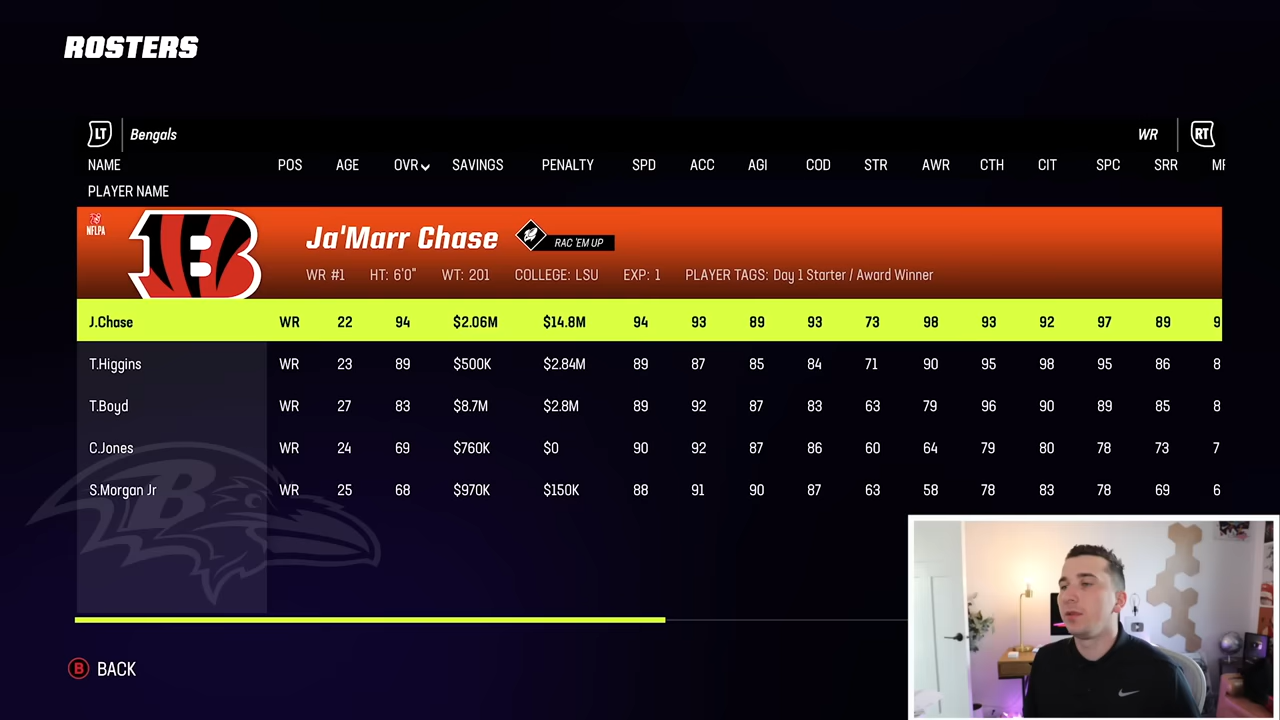 ROSTERS
LT Bengals WR RT
NAME POS AGE OVR SAVINGS PENALTY SPD ACC AGI COD STR AWR CTH CIT SPC SRR
PLAYER NAME
NFLPA
B
Ja'Marr Chase RAC 'EM UP
WR #1 HT: 6'0" WT: 201 COLLEGE: LSU EXP: 1 PLAYER TAGS: Day 1 Starter / Award Winner
J.Chase WR 22 94 $2.06M $14.8M 94 93 89 93 73 98 93 92 97 89 9
T.Higgins WR 23 89 $500K $2.84M 89 87 85 84 71 90 95 98 95 86 8
T.Boyd WR 27 83 $8.7M $2.8M 89 92 87 83 63 79 96 90 89 85 8
C.Jones WR 24 69 $760K $0 90 92 87 86 60 64 79 80 78 73 7
S.Morgan Jr WR 25 68 $970K $150K 88 91 90 87 63 58 78 83 78 69 6
B
B BACK